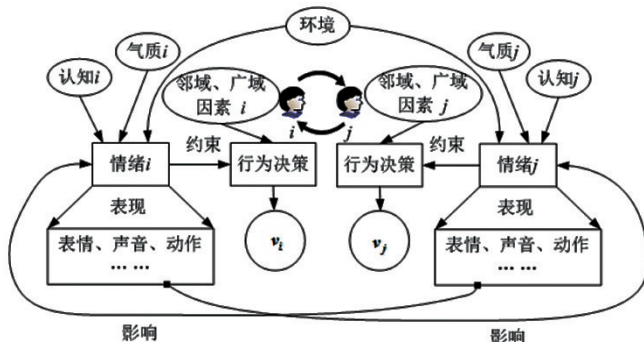 环境
气质i
气质j
认知i
认知j
邻域、广域
因素 i
邻域、广域
因素 j
i
j
情绪i
约束
行为决策
行为决策
约束
情绪j
表现
表现
表情、声音、动作
… …
v_i
v_j
表情、声音、动作
… …
影响
影响